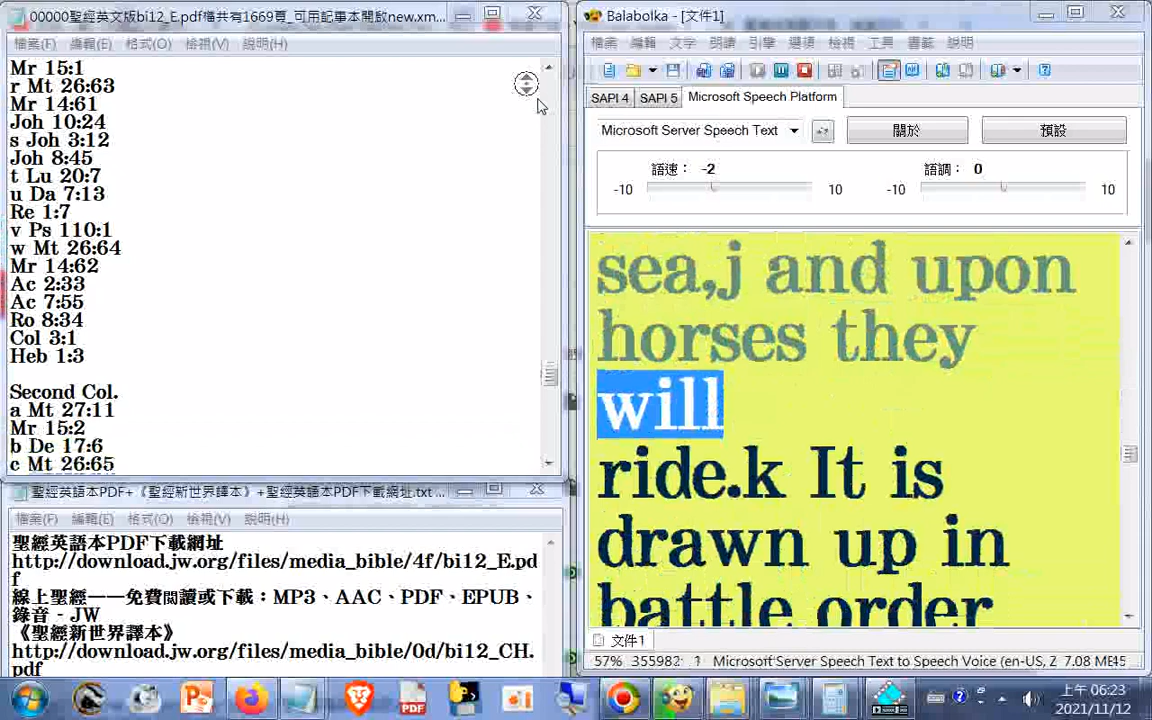 00000聖經英文版bi12_E.pdf檔共有1669頁_可用記事本開啟new.xm...
檔案(F) 編輯(E) 格式(O) 檢視(V) 說明(H)
Mr 15:1
r Mt 26:63
Mr 14:61
Joh 10:24
s Joh 3:12
Joh 8:45
t Lu 20:7
u Da 7:13
Re 1:7
v Ps 110:1
w Mt 26:64
Mr 14:62
Ac 2:33
Ac 7:55
Ro 8:34
Col 3:1
Heb 1:3
Second Col.
a Mt 27:11
Mr 15:2
b De 17:6
c Mt 26:65
聖經英語本PDF+《聖經新世界譯本》+聖經英語本PDF下載網址.txt ...
檔案(F) 編輯(E) 格式(O) 檢視(V) 說明(H)
聖經英語本PDF下載網址
http://download.jw.org/files/media_bible/4f/bi12_E.pd
f
線上聖經——免費閱讀或下載：MP3、AAC、PDF、EPUB、
錄音 - JW
《聖經新世界譯本》
http://download.jw.org/files/media_bible/0d/bi12_CH.
pdf
Balabolka - [文件1]
檔案 編輯 文字 朗讀 引擎 選項 檢視 工具 書籤 說明
SAPI 4 SAPI 5 Microsoft Speech Platform
Microsoft Server Speech Text 關於 預設
語速： -2 語調： 0
-10 10 -10 10
sea,j and upon
horses they
will
ride.k It is
drawn up in
battle order
文件1
57% 355982: 1 Microsoft Server Speech Text to Speech Voice (en-US, Z 7.08 ME45
上午 06:23
2021/11/12